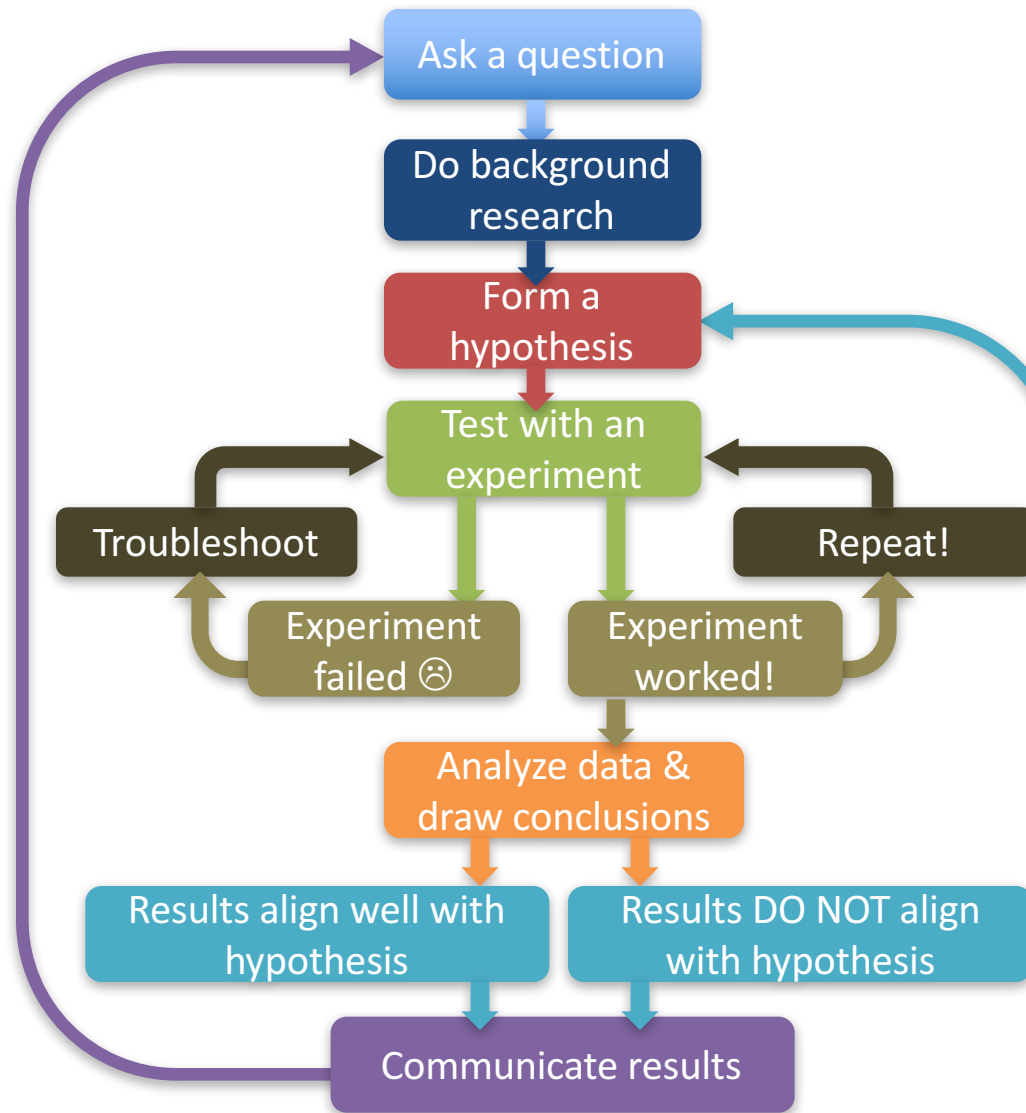 Ask a question
Do background
research
Form a
hypothesis
Test with an
experiment
Troubleshoot
Repeat!
Experiment
failed ☹
Experiment
worked!
Analyze data &
draw conclusions
Results align well with
hypothesis
Results DO NOT align
with hypothesis
Communicate results